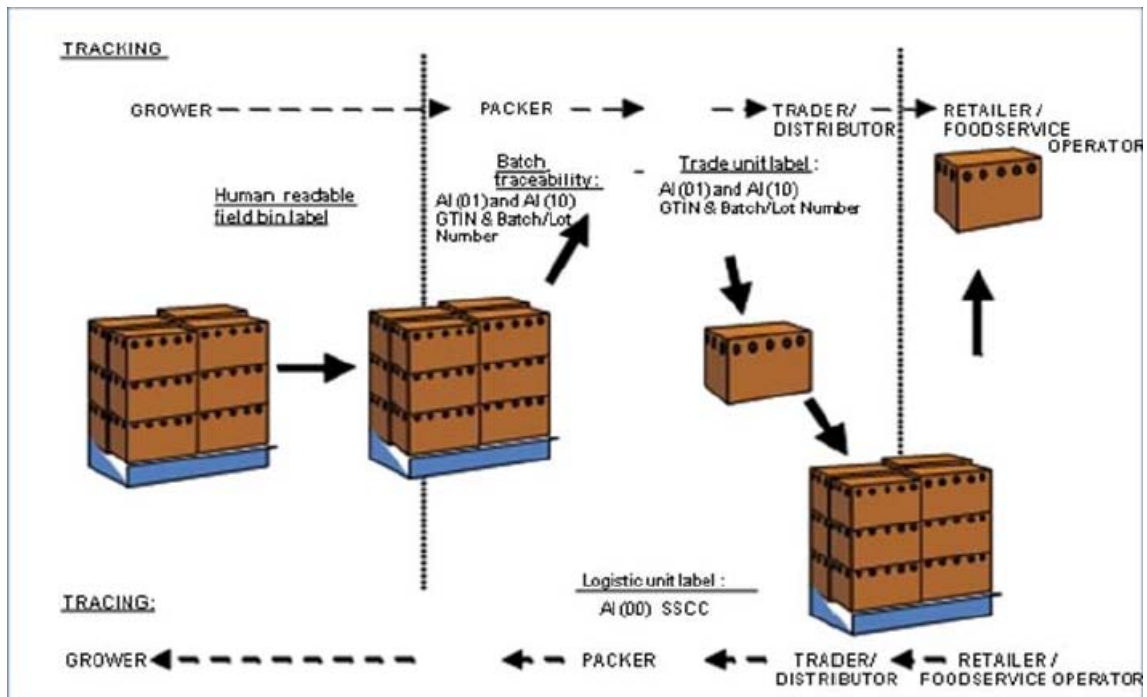 TRACKING
GROWER
PACKER
TRADER/
DISTRIBUTOR
RETAILER /
FOODSERVICE
OPERATOR
Human readable
field bin label
Batch
traceability:
AI (01) and AI (10)
GTIN & Batch/Lot
Number
Trade unit label :
AI (01) and AI (10)
GTIN & Batch/Lot Number
Logistic unit label :
AI (00) SSCC
TRACING:
GROWER
PACKER
TRADER/
DISTRIBUTOR
RETAILER /
FOODSERVICE OPERATOR